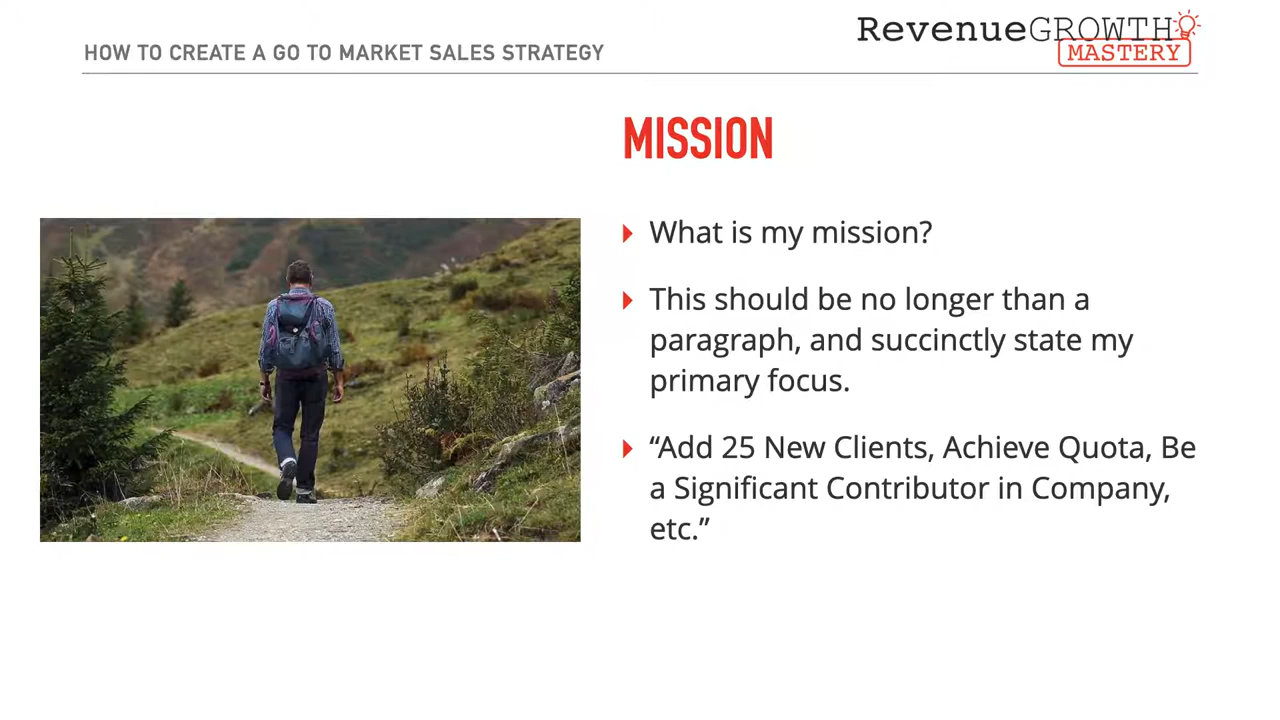 HOW TO CREATE A GO TO MARKET SALES STRATEGY
RevenueGROWTH
MASTERY
MISSION
What is my mission?
This should be no longer than a
paragraph, and succinctly state my
primary focus.
“Add 25 New Clients, Achieve Quota, Be
a Significant Contributor in Company,
etc.”